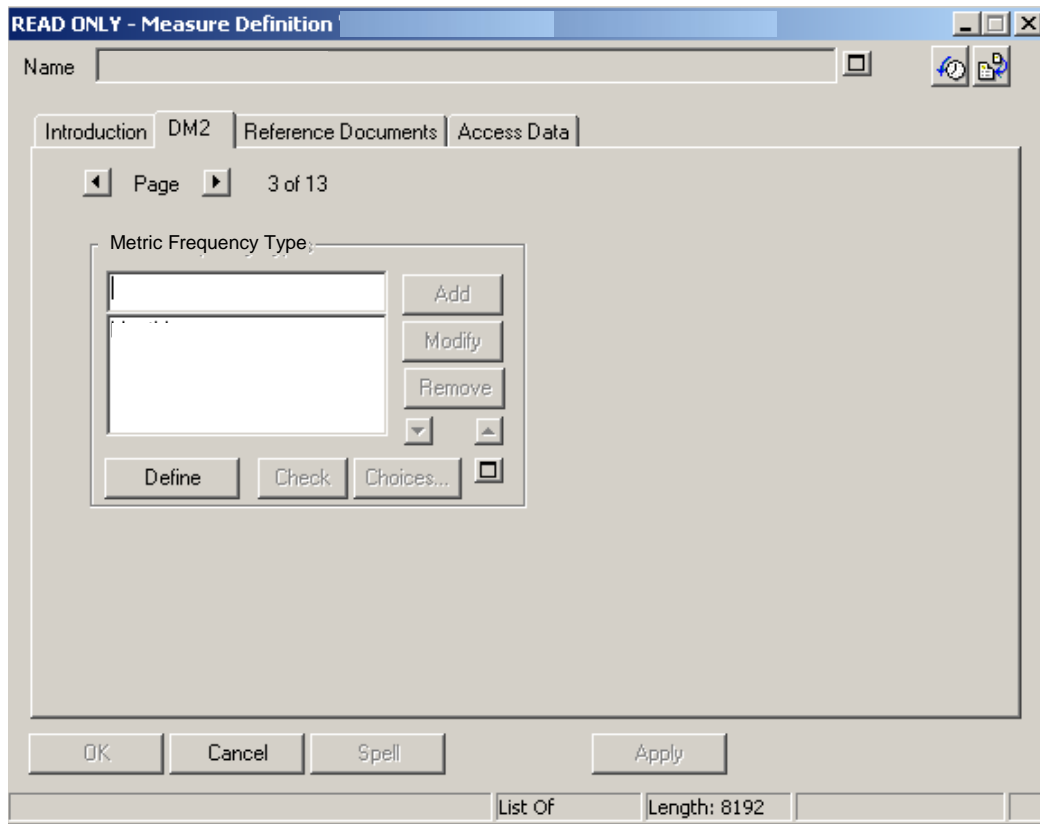 READ ONLY - Measure Definition
Name
Introduction DM2 Reference Documents Access Data
Page 3 of 13
Metric Frequency Type
Add
Modify
Remove
Define Check Choices...
OK Cancel Spell Apply
List Of Length: 8192